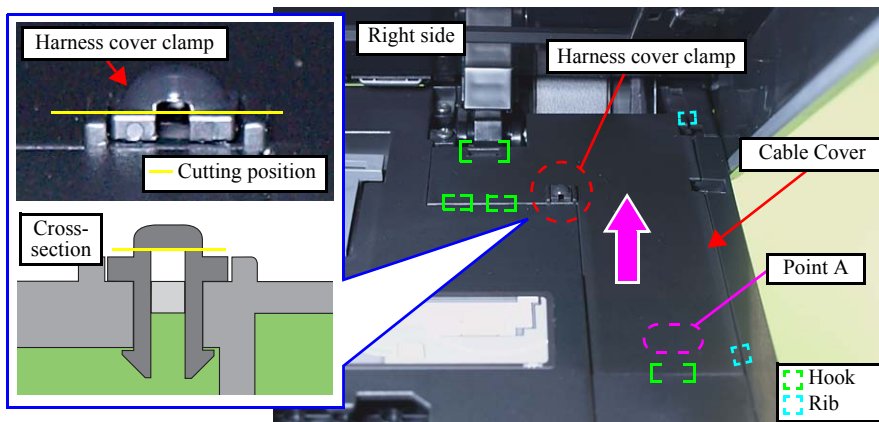 Harness cover clamp
Cutting position
Cross-
section
Right side
Harness cover clamp
Cable Cover
Point A
Hook
Rib